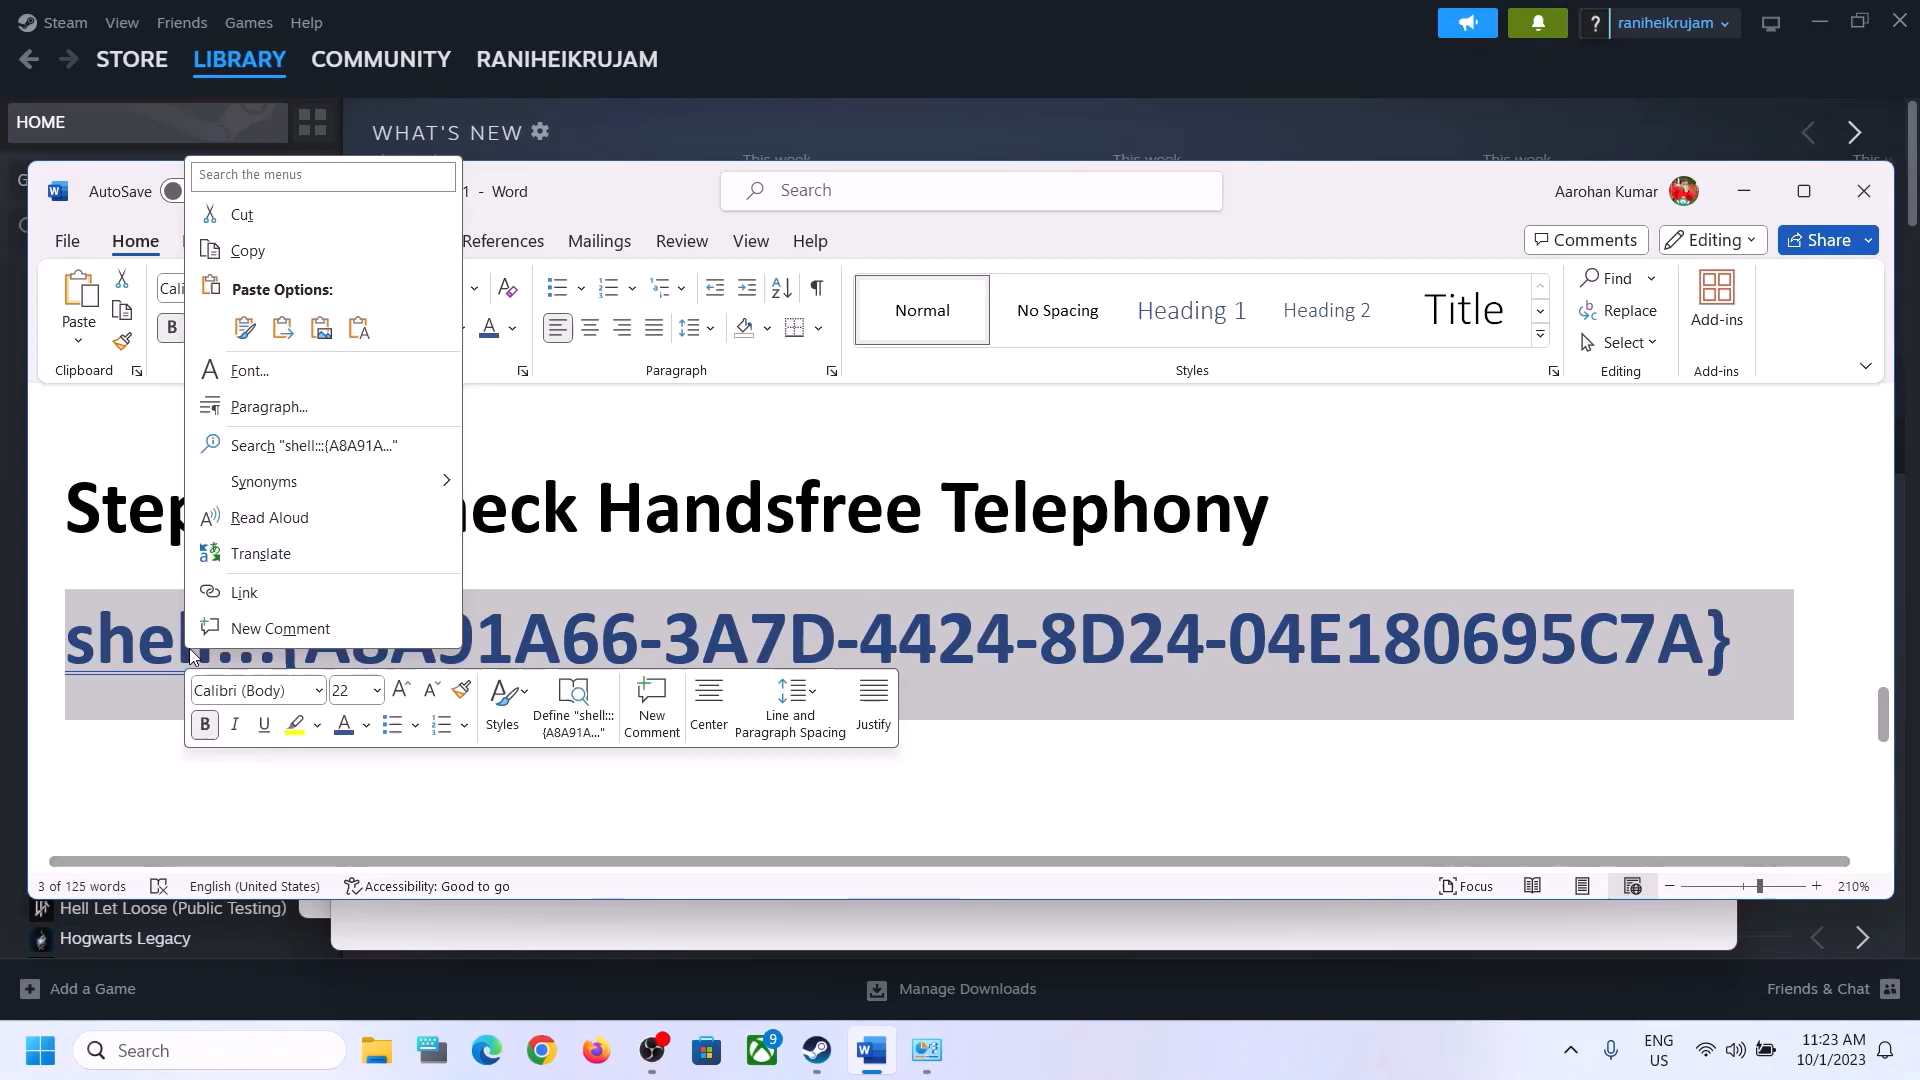 Steam View Friends Games Help
? raniheikrujam
STORE LIBRARY COMMUNITY RANIHEIKRUJAM
HOME
WHAT'S NEW
This week This week This week
AutoSave
1 - Word
Search
Aarohan Kumar
File Home References Mailings Review View Help
Comments Editing Share
Search the menus
Cut
Copy
Paste Options:
Font...
Paragraph...
Search "shell:::{A8A91A..."
Synonyms
Read Aloud
Translate
Link
New Comment
Paste
Clipboard
Paragraph
Normal No Spacing Heading 1 Heading 2 Title
Styles
Find
Replace
Select
Editing
Add-ins
Add-ins
Step eck Handsfree Telephony
shell:::{A8A91A66-3A7D-4424-8D24-04E180695C7A}
Calibri (Body) 22
Styles
Define "shell:::
{A8A91A..."
New
Comment
Center
Line and
Paragraph Spacing
Justify
3 of 125 words English (United States) Accessibility: Good to go
Focus 210%
Hell Let Loose (Public Testing)
Hogwarts Legacy
Add a Game Manage Downloads Friends & Chat
Search
9
ENG
US
11:23 AM
10/1/2023